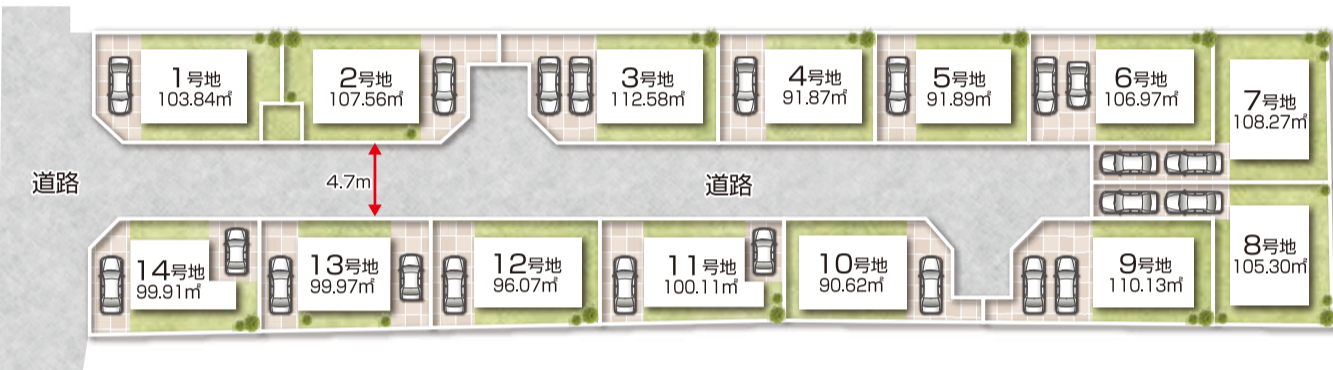 1号地
103.84㎡
2号地
107.56㎡
3号地
112.58㎡
4号地
91.87㎡
5号地
91.89㎡
6号地
106.97㎡
7号地
108.27㎡
道路
4.7m
道路
14号地
99.91㎡
13号地
99.97㎡
12号地
96.07㎡
11号地
100.11㎡
10号地
90.62㎡
9号地
110.13㎡
8号地
105.30㎡